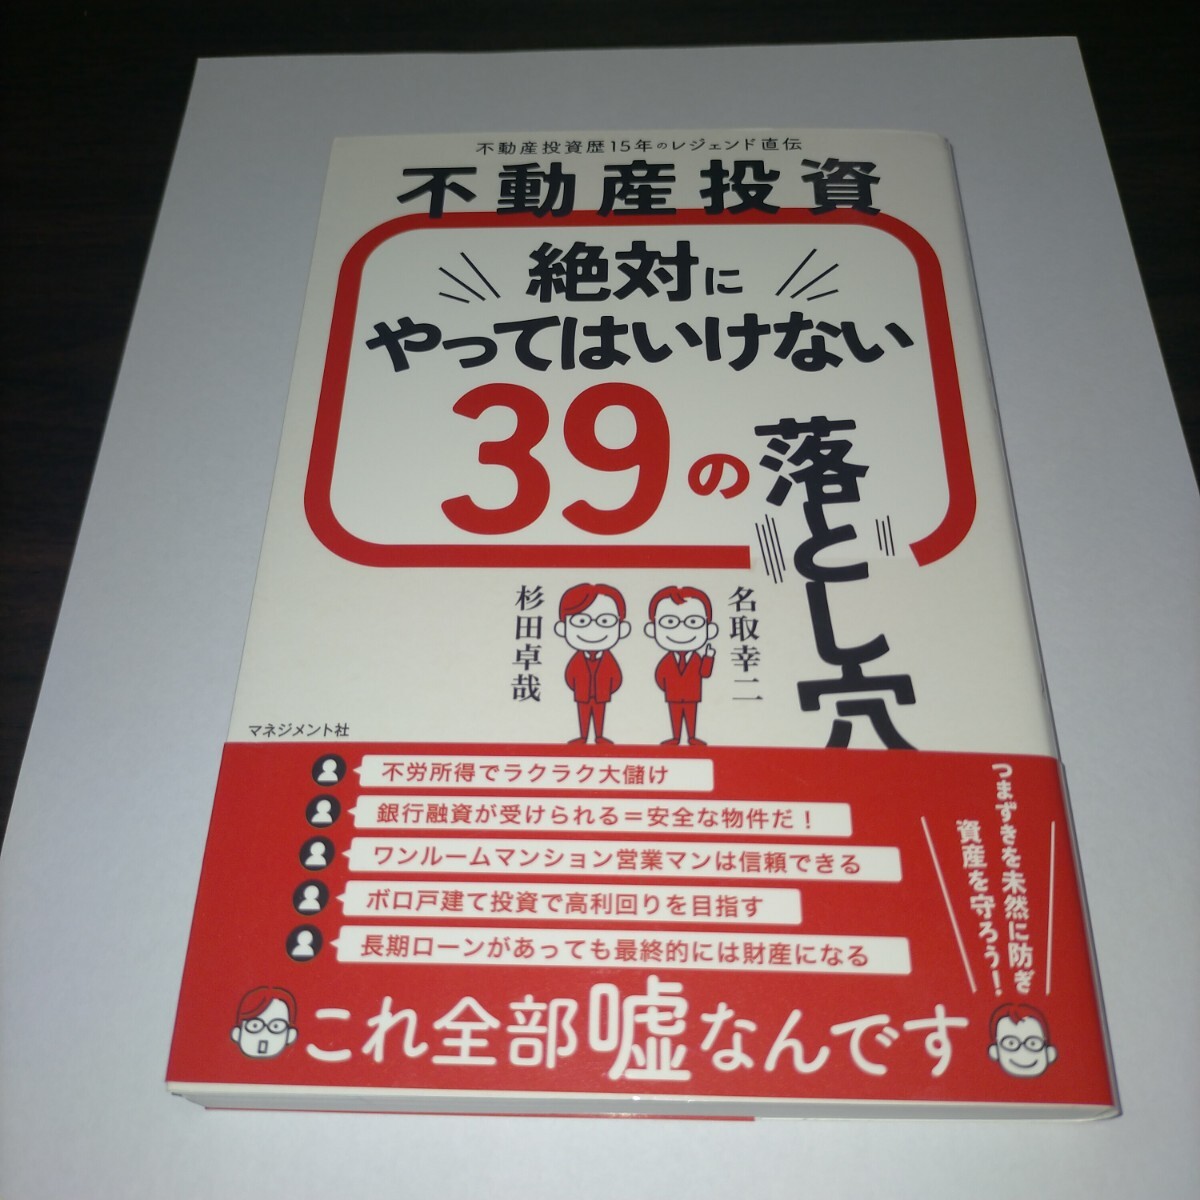 不動産投資歴15年のレジェンド直伝
不動産投資
絶対に
やってはいけない
39の
落とし穴
杉田卓哉
名取幸二
マネジメント社
不労所得でラクラク大儲け
銀行融資が受けられる＝安全な物件だ！
ワンルームマンション営業マンは信頼できる
ボロ戸建て投資で高利回りを目指す
長期ローンがあっても最終的には財産になる
つまずきを未然に防ぎ
資産を守ろう！
これ全部嘘なんです